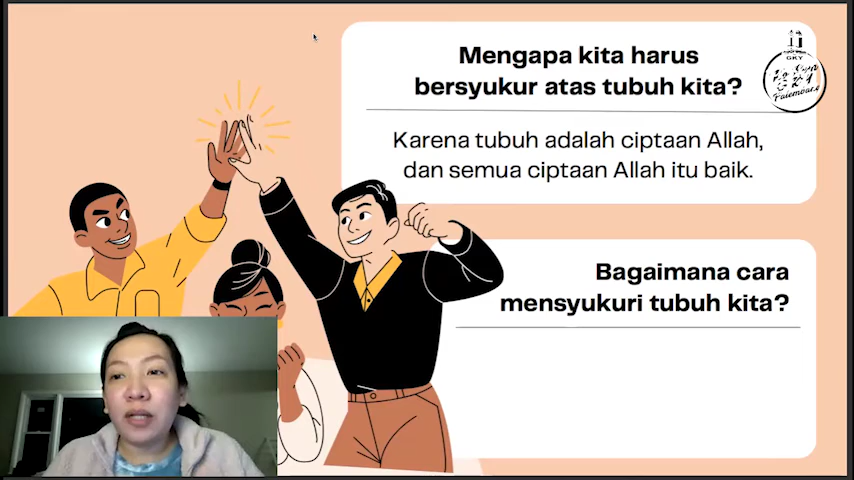 Mengapa kita harus
bersyukur atas tubuh kita?
GKY
Palembang
Karena tubuh adalah ciptaan Allah,
dan semua ciptaan Allah itu baik.
Bagaimana cara
mensyukuri tubuh kita?